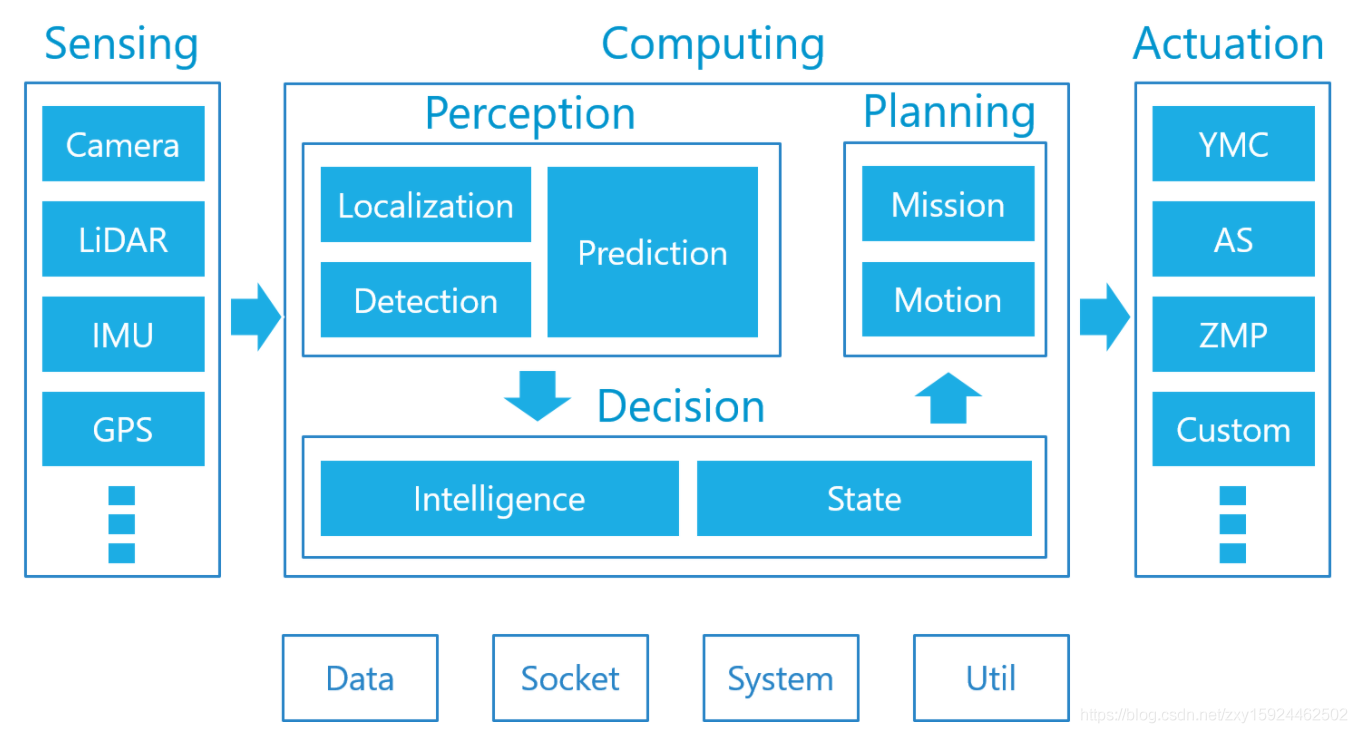 Sensing
Camera
LiDAR
IMU
GPS
Computing
Perception
Localization
Detection
Prediction
Planning
Mission
Motion
Decision
Intelligence
State
Actuation
YMC
AS
ZMP
Custom
Data
Socket
System
Util
https://blog.csdn.net/zxy15924462502